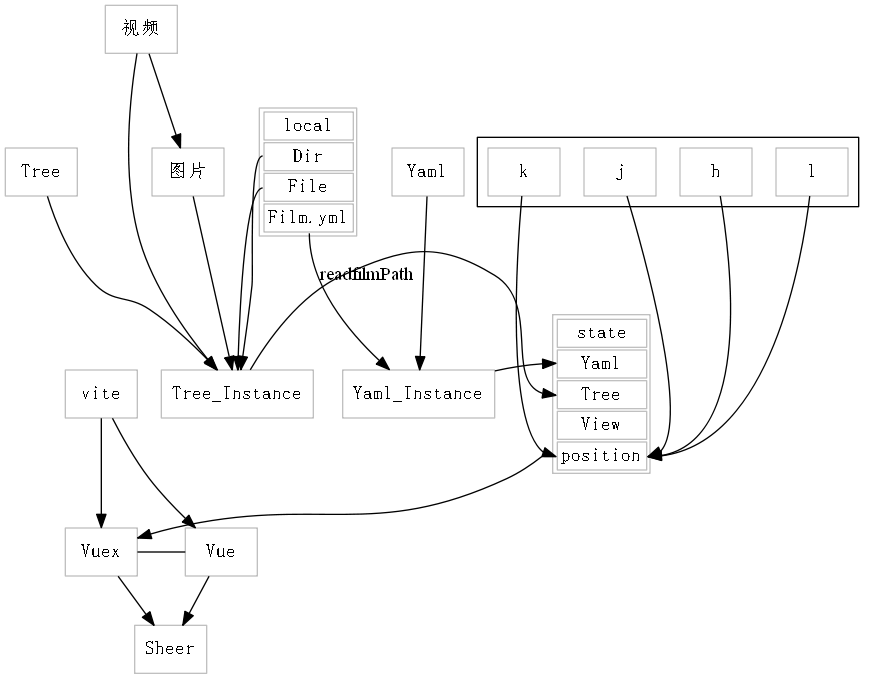 视频
local
Tree
图片
Dir
File
Film.yml
Yaml
k
j
h
l
readfilmPath
state
Yaml
Tree
View
position
vite
Tree_Instance
Yaml_Instance
Vuex
Vue
Sheer